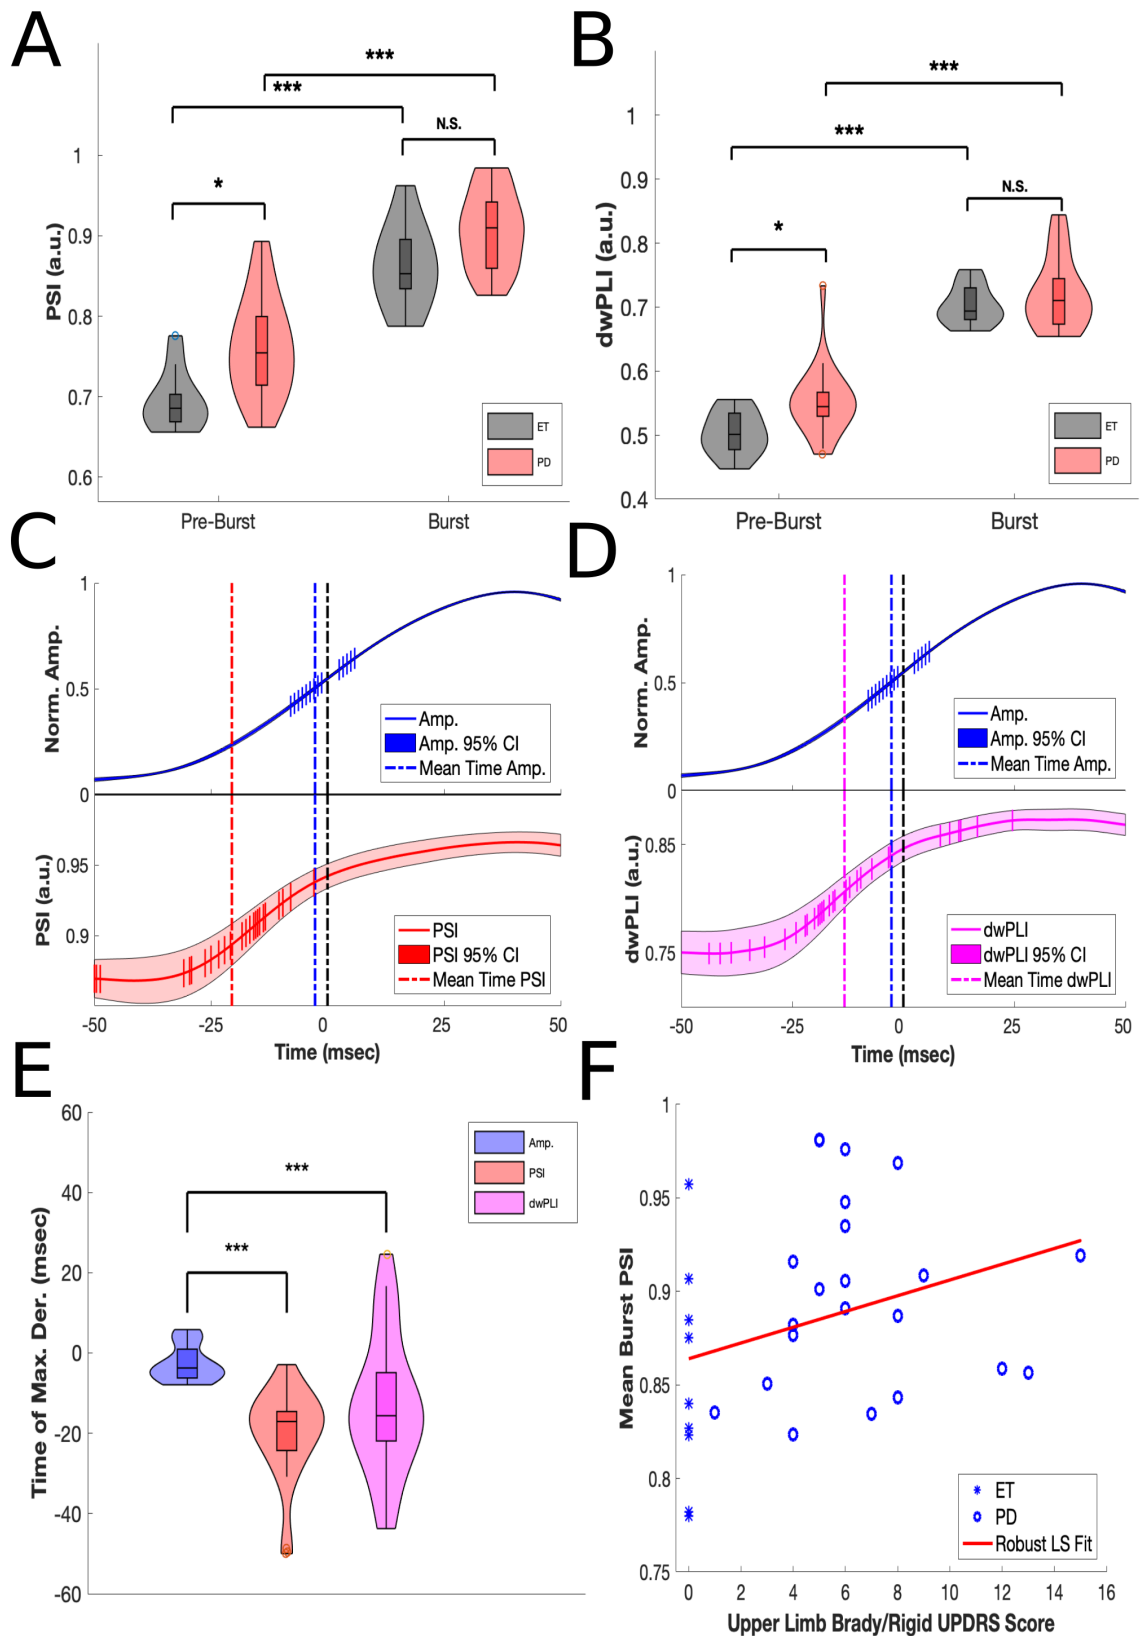 A
***
***
N.S.
*
1
0.9
0.8
0.7
0.6
PSI (a.u.)
ET
PD
Pre-Burst
Burst
B
***
***
N.S.
*
1
0.9
0.8
0.7
0.6
0.5
0.4
dwPLI (a.u.)
ET
PD
Pre-Burst
Burst
C
1
0.5
0
Norm. Amp.
Amp.
Amp. 95% CI
Mean Time Amp.
0.95
0.9
PSI (a.u.)
PSI
PSI 95% CI
Mean Time PSI
-50
-25
0
25
50
Time (msec)
D
1
0.5
0
Norm. Amp.
Amp.
Amp. 95% CI
Mean Time Amp.
0.85
0.75
dwPLI (a.u.)
dwPLI
dwPLI 95% CI
Mean Time dwPLI
-50
-25
0
25
50
Time (msec)
E
60
40
20
0
-20
-40
-60
Time of Max. Der. (msec)
***
***
Amp.
PSI
dwPLI
F
1
0.95
0.9
0.85
0.8
0.75
Mean Burst PSI
ET
PD
Robust LS Fit
0
2
4
6
8
10
12
14
16
Upper Limb Brady/Rigid UPDRS Score